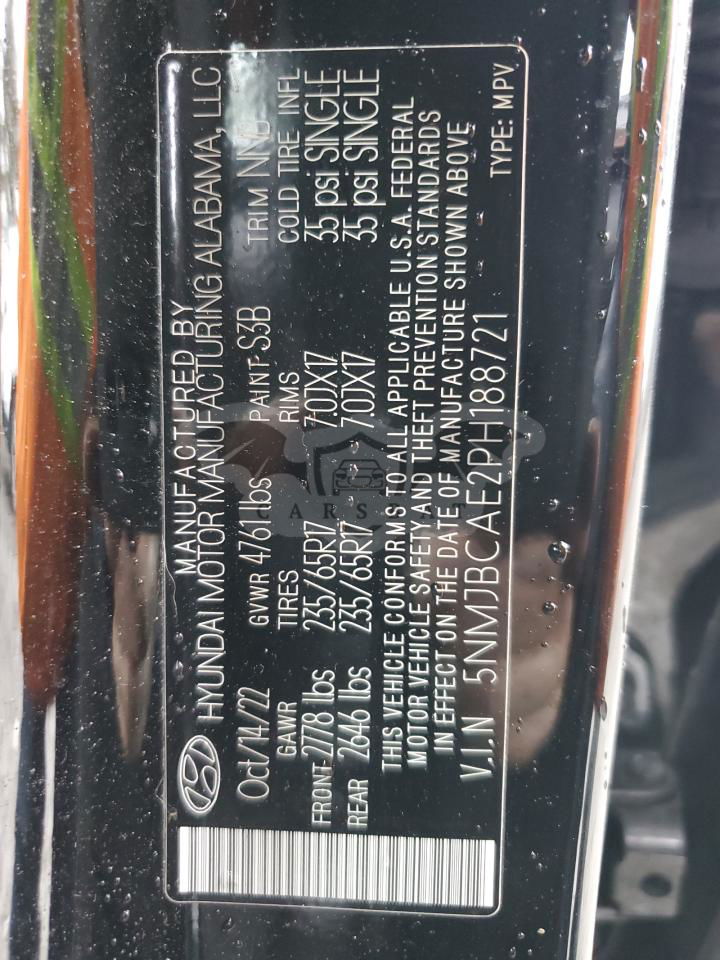 MANUFACTURED BY
HYUNDAI MOTOR MANUFACTURING ALABAMA, LLC
Oct/14/22 GVWR 4761 lbs PAINT S3B TRIM NNB
GAWR TIRES RIMS COLD TIRE INFL
FRONT 2778 lbs 235/65R17 7.0JX17 35 psi SINGLE
REAR 2646 lbs 235/65R17 7.0JX17 35 psi SINGLE
THIS VEHICLE CONFORMS TO ALL APPLICABLE U.S.A. FEDERAL
MOTOR VEHICLE SAFETY AND THEFT PREVENTION STANDARDS
IN EFFECT ON THE DATE OF MANUFACTURE SHOWN ABOVE
V.I.N 5NMJBCAE2PH188721 TYPE: MPV